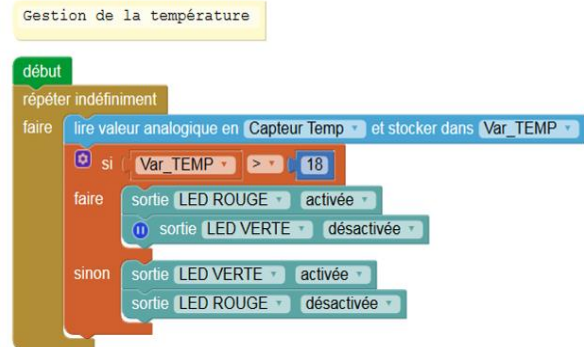 Gestion de la température
début
répéter indéfiniment
faire lire valeur analogique en Capteur Temp et stocker dans Var_TEMP
si Var_TEMP > 18
faire sortie LED ROUGE activée
sortie LED VERTE désactivée
sinon sortie LED VERTE activée
sortie LED ROUGE désactivée